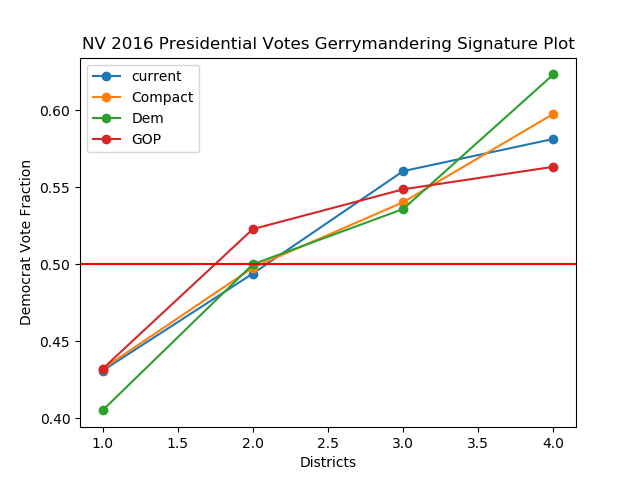 NV 2016 Presidential Votes Gerrymandering Signature Plot
current
Compact
Dem
GOP
0.60
0.55
0.50
0.45
0.40
Democrat Vote Fraction
1.0 1.5 2.0 2.5 3.0 3.5 4.0
Districts